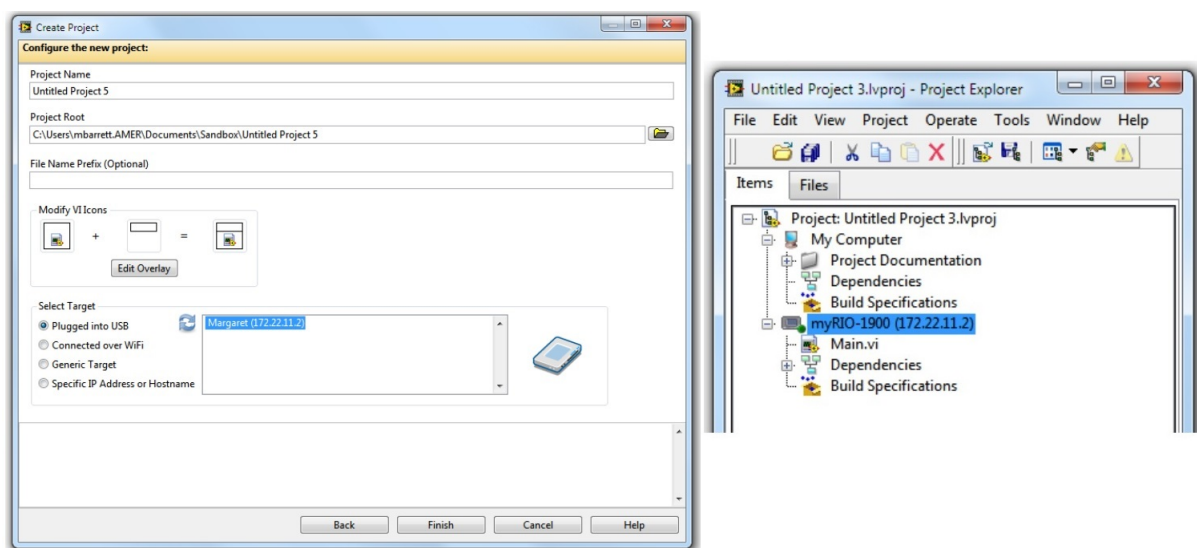 Create Project
Configure the new project:
Project Name
Untitled Project 5
Project Root
C:\Users\mbarrett.AMER\Documents\Sandbox\Untitled Project 5
File Name Prefix (Optional)
Modify VI Icons
+ =
Edit Overlay
Select Target
Plugged into USB
Margaret (172.22.11.2)
Connected over WiFi
Generic Target
Specific IP Address or Hostname
Back Finish Cancel Help
Untitled Project 3.lvproj - Project Explorer
File Edit View Project Operate Tools Window Help
Items Files
Project: Untitled Project 3.lvproj
My Computer
Project Documentation
Dependencies
Build Specifications
myRIO-1900 (172.22.11.2)
Main.vi
Dependencies
Build Specifications